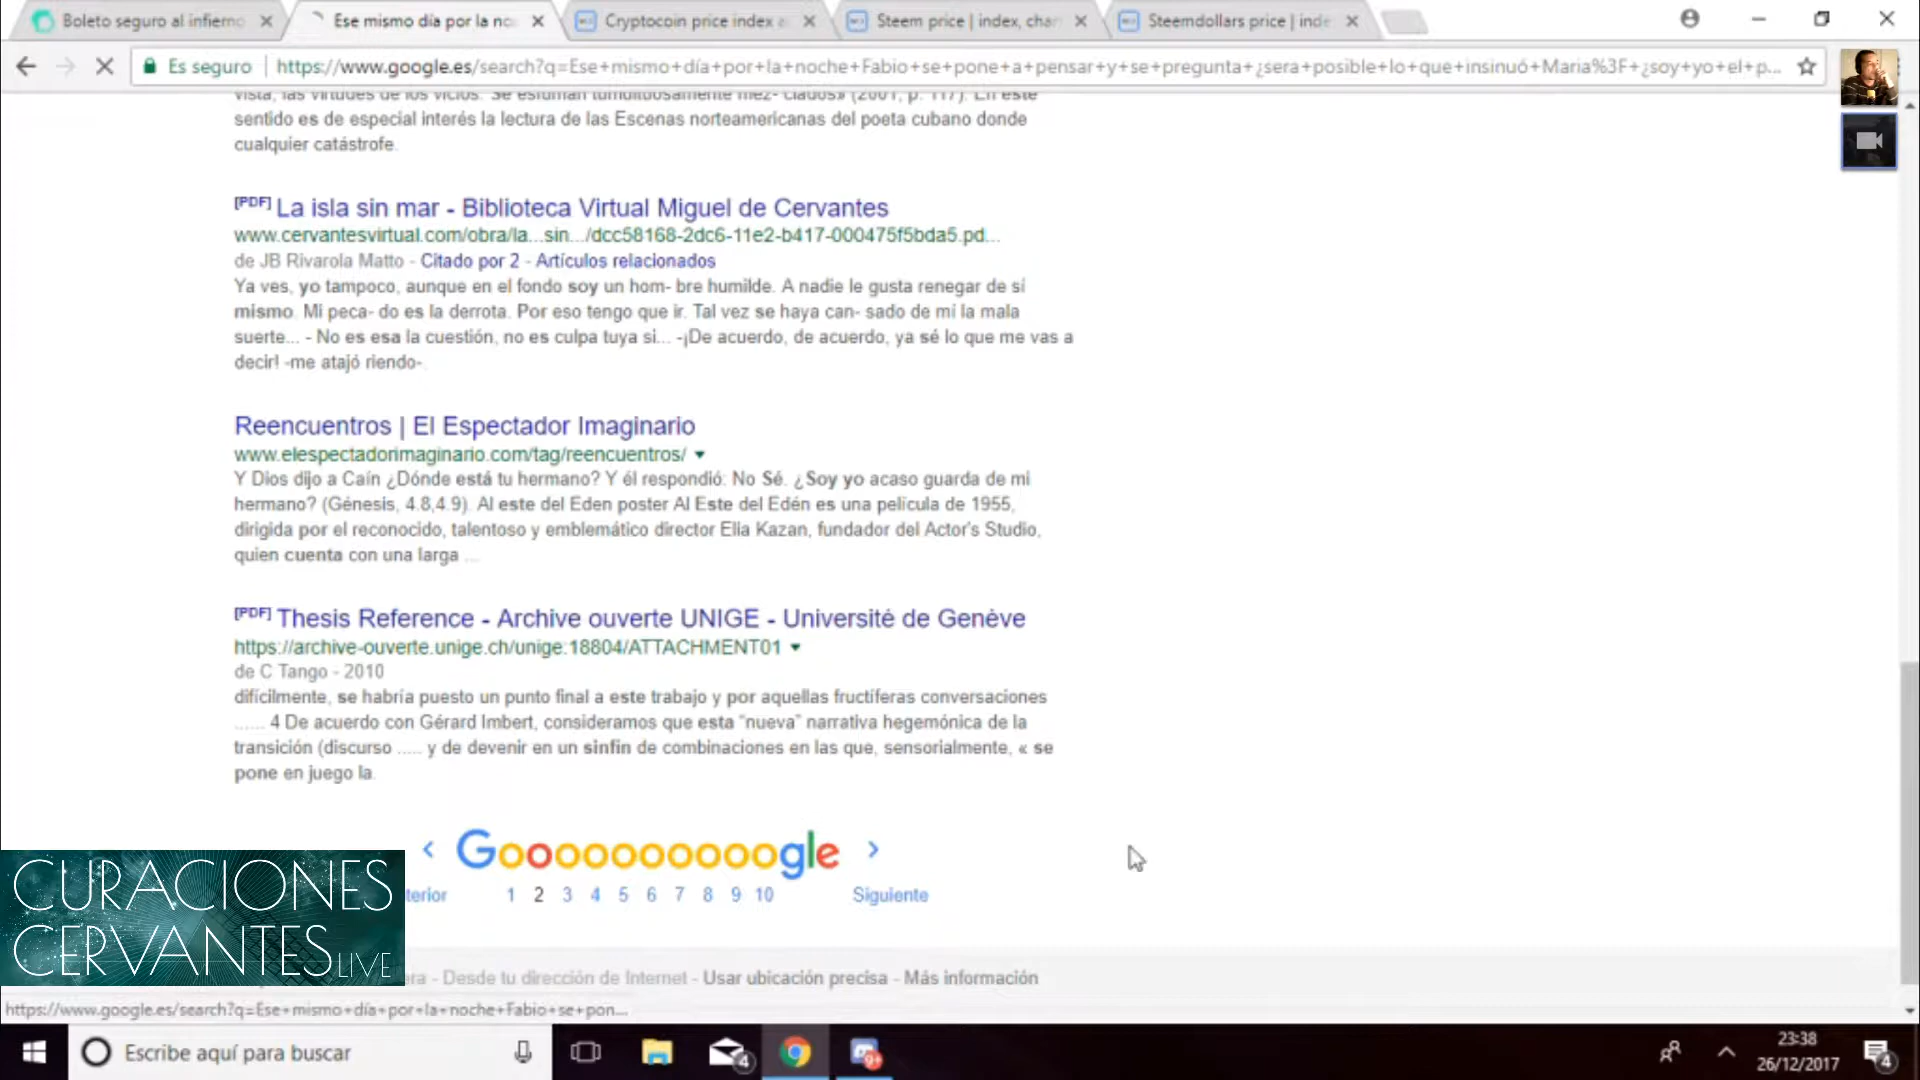 Boleto seguro al infierno
Ese mismo día por la no
Cryptocoin price index a
Steem price | index, char
Steemdollars price | inde
Es seguro | https://www.google.es/search?q=Ese+mismo+día+por+la+noche+Fabio+se+pone+a+pensar+y+se+pregunta+¿sera+posible+lo+que+insinuó+Maria%3F+¿soy+yo+el+p...
vista, las virtudes de los vicios. Se esfuman tumultuosamente mez- clados» (2001, p. 117). En este
sentido es de especial interés la lectura de las Escenas norteamericanas del poeta cubano donde
cualquier catástrofe.
[PDF] La isla sin mar - Biblioteca Virtual Miguel de Cervantes
www.cervantesvirtual.com/obra/la...sin.../dcc58168-2dc6-11e2-b417-000475f5bda5.pd...
de JB Rivarola Matto - Citado por 2 - Artículos relacionados
Ya ves, yo tampoco, aunque en el fondo soy un hom- bre humilde. A nadie le gusta renegar de sí
mismo. Mi peca- do es la derrota. Por eso tengo que ir. Tal vez se haya can- sado de mí la mala
suerte... - No es esa la cuestión, no es culpa tuya si... -¡De acuerdo, de acuerdo, ya sé lo que me vas a
decir! -me atajó riendo-.
Reencuentros | El Espectador Imaginario
www.elespectadorimaginario.com/tag/reencuentros/
Y Dios dijo a Caín ¿Dónde está tu hermano? Y él respondió: No Sé. ¿Soy yo acaso guarda de mi
hermano? (Génesis, 4.8,4.9). Al este del Eden poster Al Este del Edén es una película de 1955,
dirigida por el reconocido, talentoso y emblemático director Elia Kazan, fundador del Actor's Studio,
quien cuenta con una larga ...
[PDF] Thesis Reference - Archive ouverte UNIGE - Université de Genève
https://archive-ouverte.unige.ch/unige:18804/ATTACHMENT01
de C Tango - 2010
difícilmente, se habría puesto un punto final a este trabajo y por aquellas fructíferas conversaciones
...... 4 De acuerdo con Gérard Imbert, consideramos que esta “nueva” narrativa hegemónica de la
transición (discurso ..... y de devenir en un sinfin de combinaciones en las que, sensorialmente, « se
pone en juego la.
< Goooooooooogle >
terior 1 2 3 4 5 6 7 8 9 10 Siguiente
CURACIONES
CERVANTES LIVE
era - Desde tu dirección de Internet - Usar ubicación precisa - Más información
https://www.google.es/search?q=Ese+mismo+día+por+la+noche+Fabio+se+pon...
Escribe aquí para buscar
4
9+
23:38
26/12/2017
4